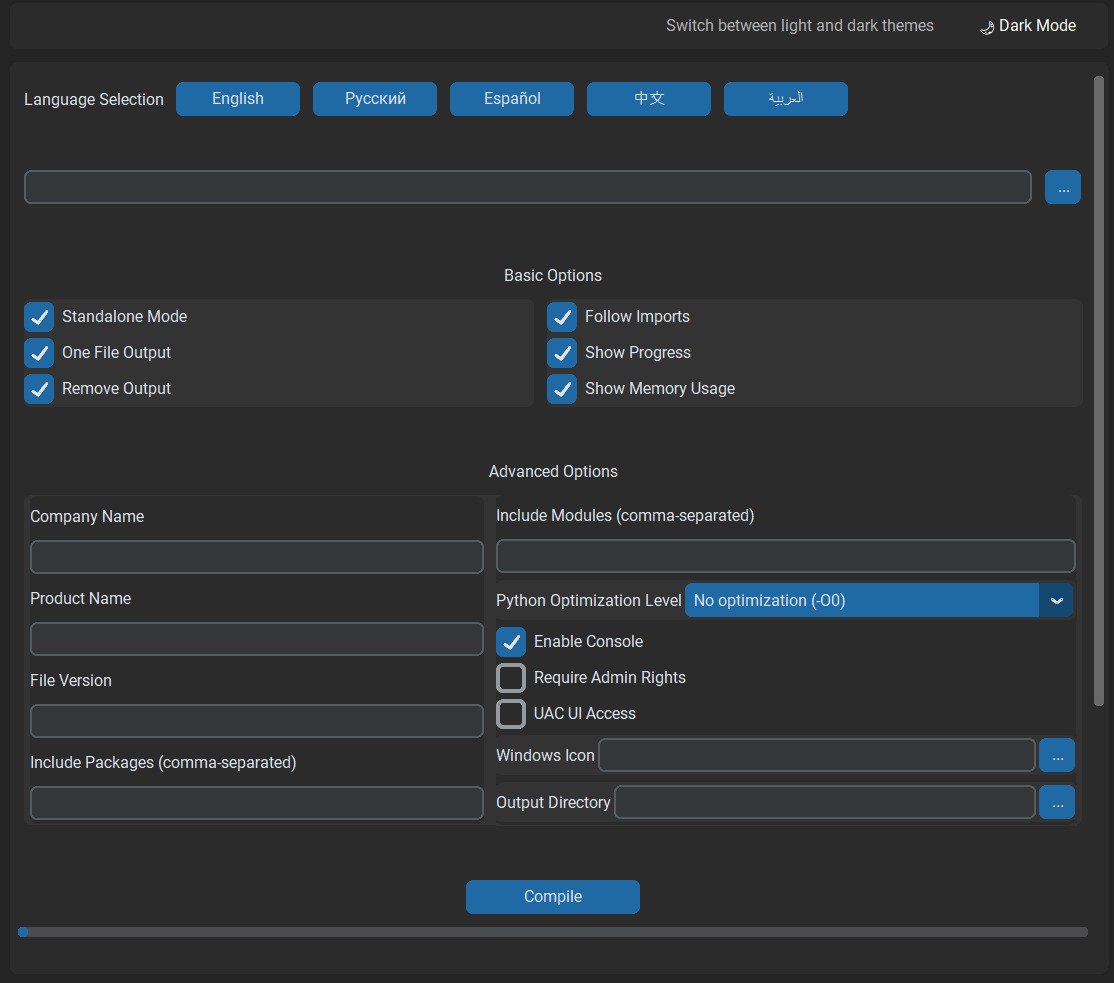 Switch between light and dark themes 🌙 Dark Mode
Language Selection English Русский Español 中文 العربية
...
Basic Options
Standalone Mode
One File Output
Remove Output
Follow Imports
Show Progress
Show Memory Usage
Advanced Options
Company Name
Product Name
File Version
Include Packages (comma-separated)
Include Modules (comma-separated)
Python Optimization Level No optimization (-O0)
Enable Console
Require Admin Rights
UAC UI Access
Windows Icon ...
Output Directory ...
Compile